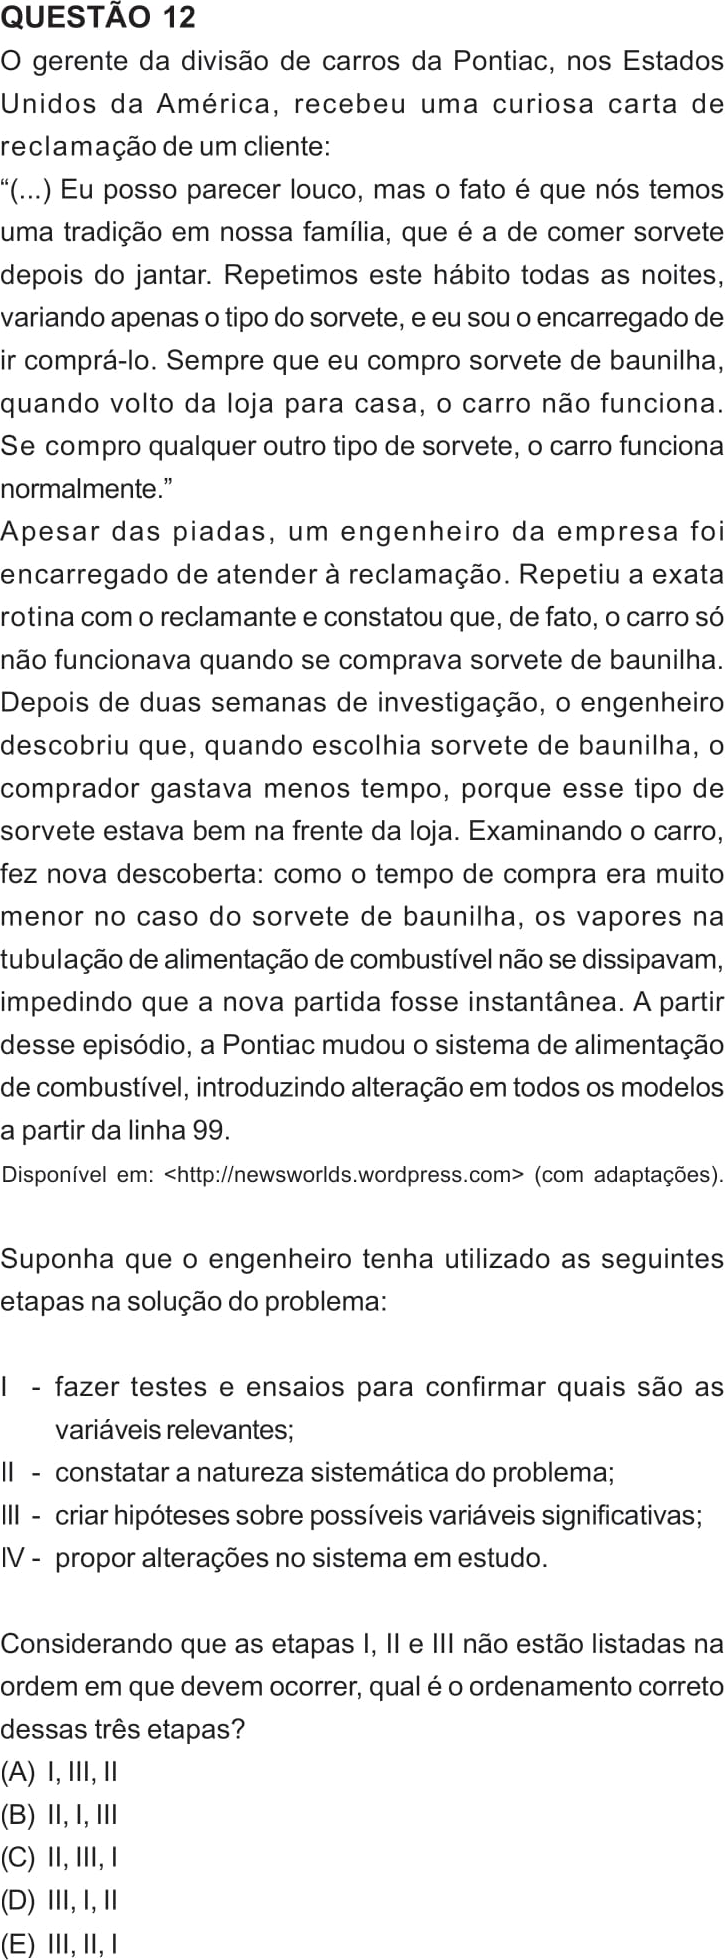 QUESTÃO 12
O gerente da divisão de carros da Pontiac, nos Estados
Unidos da América, recebeu uma curiosa carta de
reclamação de um cliente:
“(...) Eu posso parecer louco, mas o fato é que nós temos
uma tradição em nossa família, que é a de comer sorvete
depois do jantar. Repetimos este hábito todas as noites,
variando apenas o tipo do sorvete, e eu sou o encarregado de
ir comprá-lo. Sempre que eu compro sorvete de baunilha,
quando volto da loja para casa, o carro não funciona.
Se compro qualquer outro tipo de sorvete, o carro funciona
normalmente.”
Apesar das piadas, um engenheiro da empresa foi
encarregado de atender à reclamação. Repetiu a exata
rotina com o reclamante e constatou que, de fato, o carro só
não funcionava quando se comprava sorvete de baunilha.
Depois de duas semanas de investigação, o engenheiro
descobriu que, quando escolhia sorvete de baunilha, o
comprador gastava menos tempo, porque esse tipo de
sorvete estava bem na frente da loja. Examinando o carro,
fez nova descoberta: como o tempo de compra era muito
menor no caso do sorvete de baunilha, os vapores na
tubulação de alimentação de combustível não se dissipavam,
impedindo que a nova partida fosse instantânea. A partir
desse episódio, a Pontiac mudou o sistema de alimentação
de combustível, introduzindo alteração em todos os modelos
a partir da linha 99.
Disponível em: <http://newsworlds.wordpress.com> (com adaptações).
Suponha que o engenheiro tenha utilizado as seguintes
etapas na solução do problema:
I - fazer testes e ensaios para confirmar quais são as
variáveis relevantes;
II - constatar a natureza sistemática do problema;
III - criar hipóteses sobre possíveis variáveis significativas;
IV - propor alterações no sistema em estudo.
Considerando que as etapas I, II e III não estão listadas na
ordem em que devem ocorrer, qual é o ordenamento correto
dessas três etapas?
(A) I, III, II
(B) II, I, III
(C) II, III, I
(D) III, I, II
(E) III, II, I